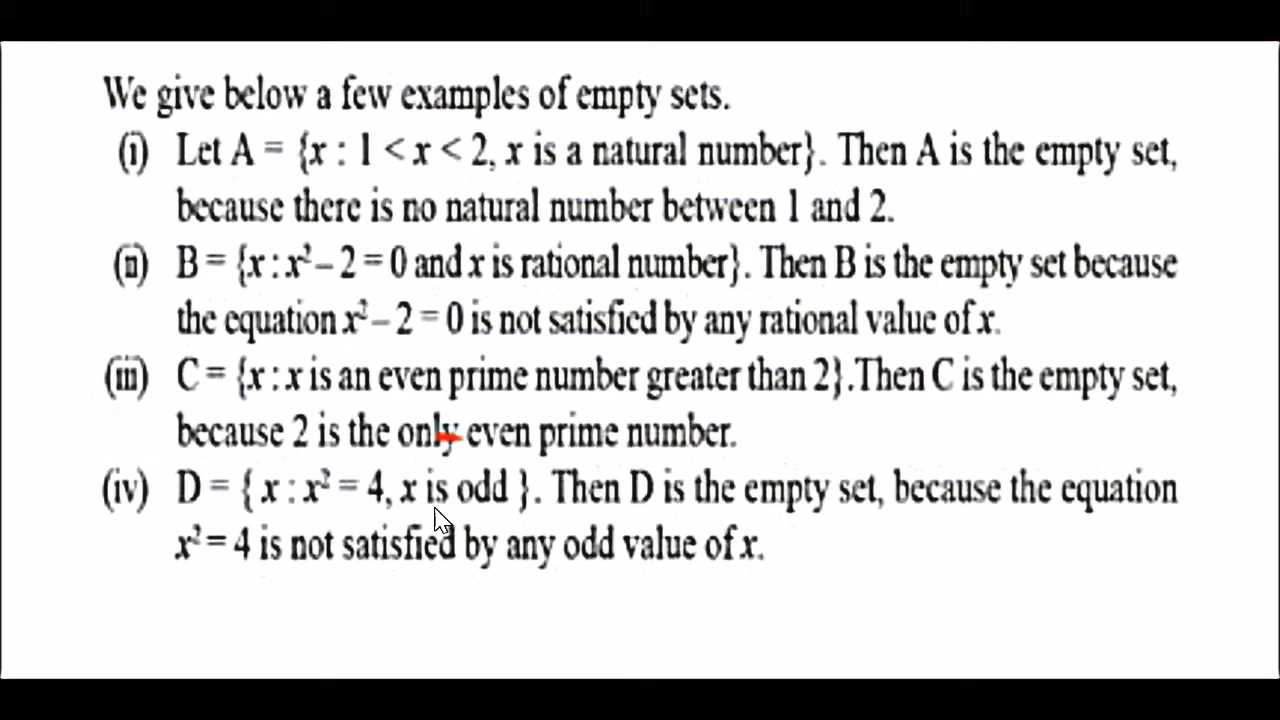 We give below a few examples of empty sets.
(i) Let A = {x : 1 < x < 2, x is a natural number}. Then A is the empty set,
because there is no natural number between 1 and 2.
(ii) B = {x : x² – 2 = 0 and x is rational number}. Then B is the empty set because
the equation x² – 2 = 0 is not satisfied by any rational value of x.
(iii) C = {x : x is an even prime number greater than 2}.Then C is the empty set,
because 2 is the only even prime number.
(iv) D = { x : x² = 4, x is odd }. Then D is the empty set, because the equation
x² = 4 is not satisfied by any odd value of x.